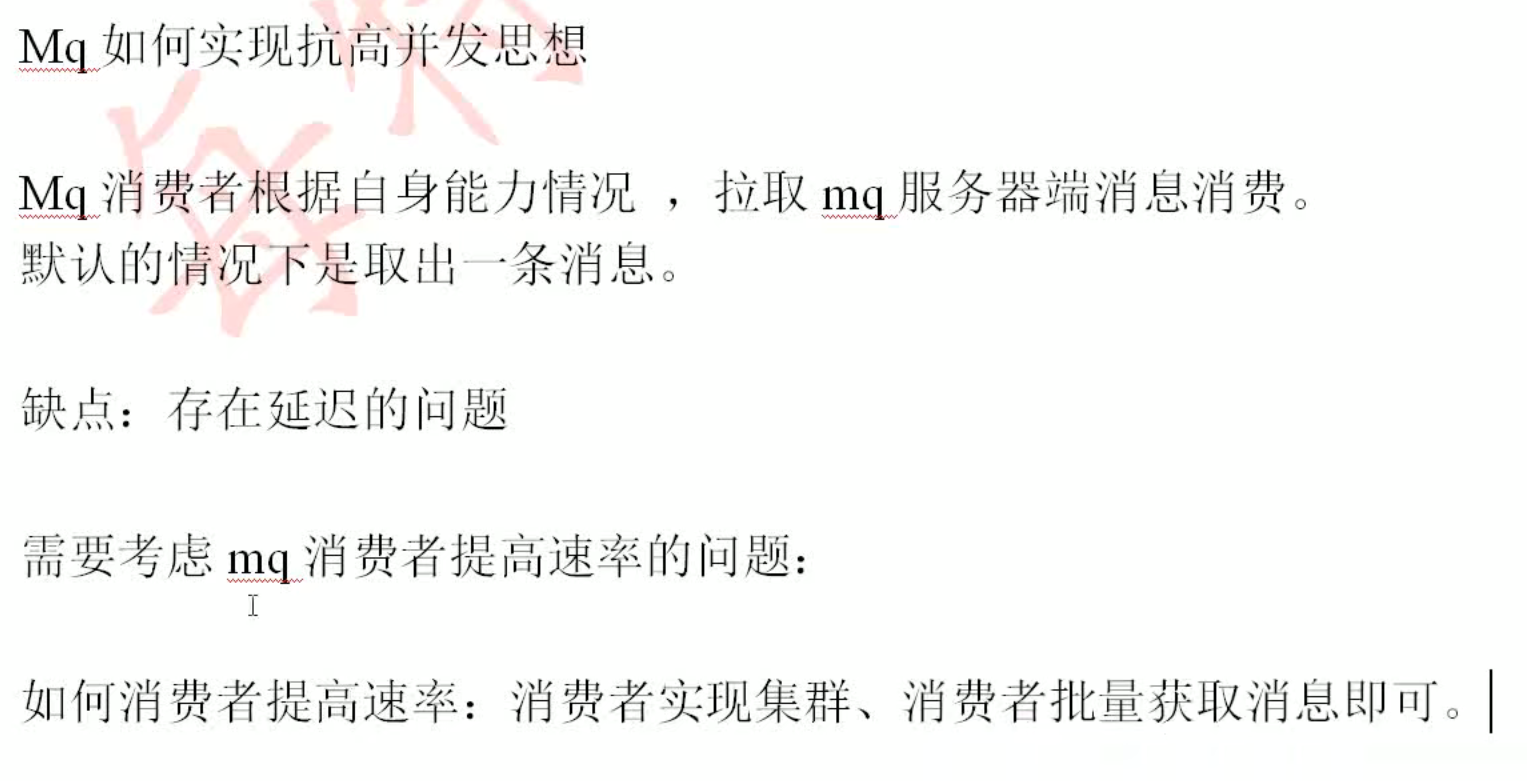 Mq 如何实现抗高并发思想
Mq 消费者根据自身能力情况 ，拉取 mq 服务器端消息消费。
默认的情况下是取出一条消息。
缺点：存在延迟的问题
需要考虑 mq 消费者提高速率的问题：
如何消费者提高速率：消费者实现集群、消费者批量获取消息即可。